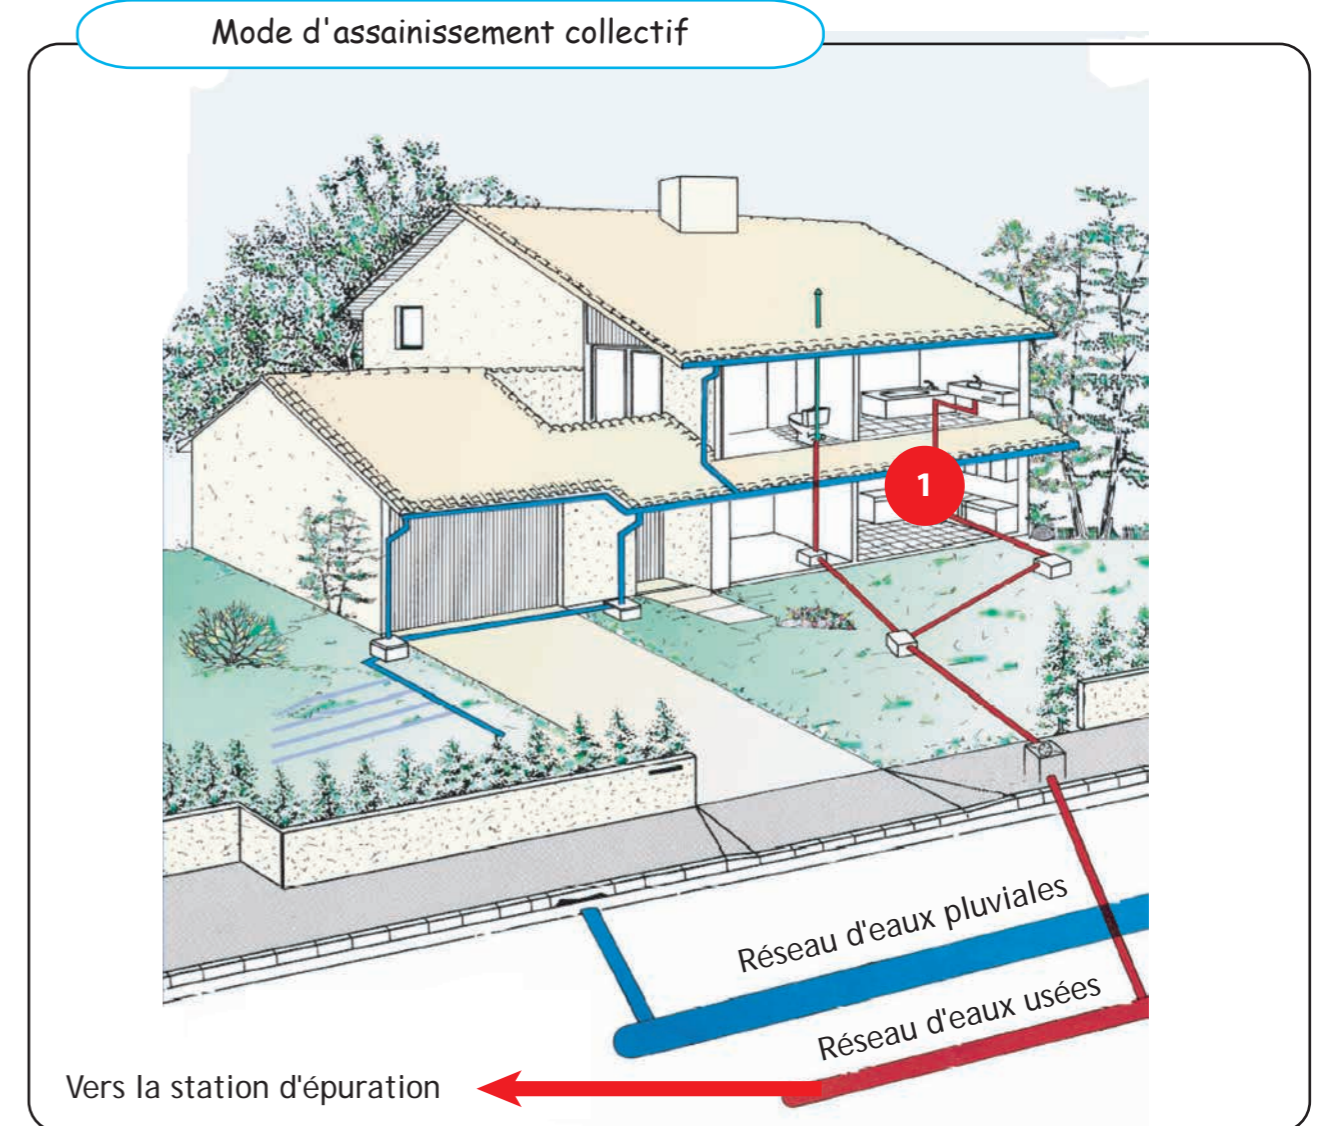 Mode d'assainissement collectif
1
Réseau d'eaux pluviales
Réseau d'eaux usées
Vers la station d'épuration